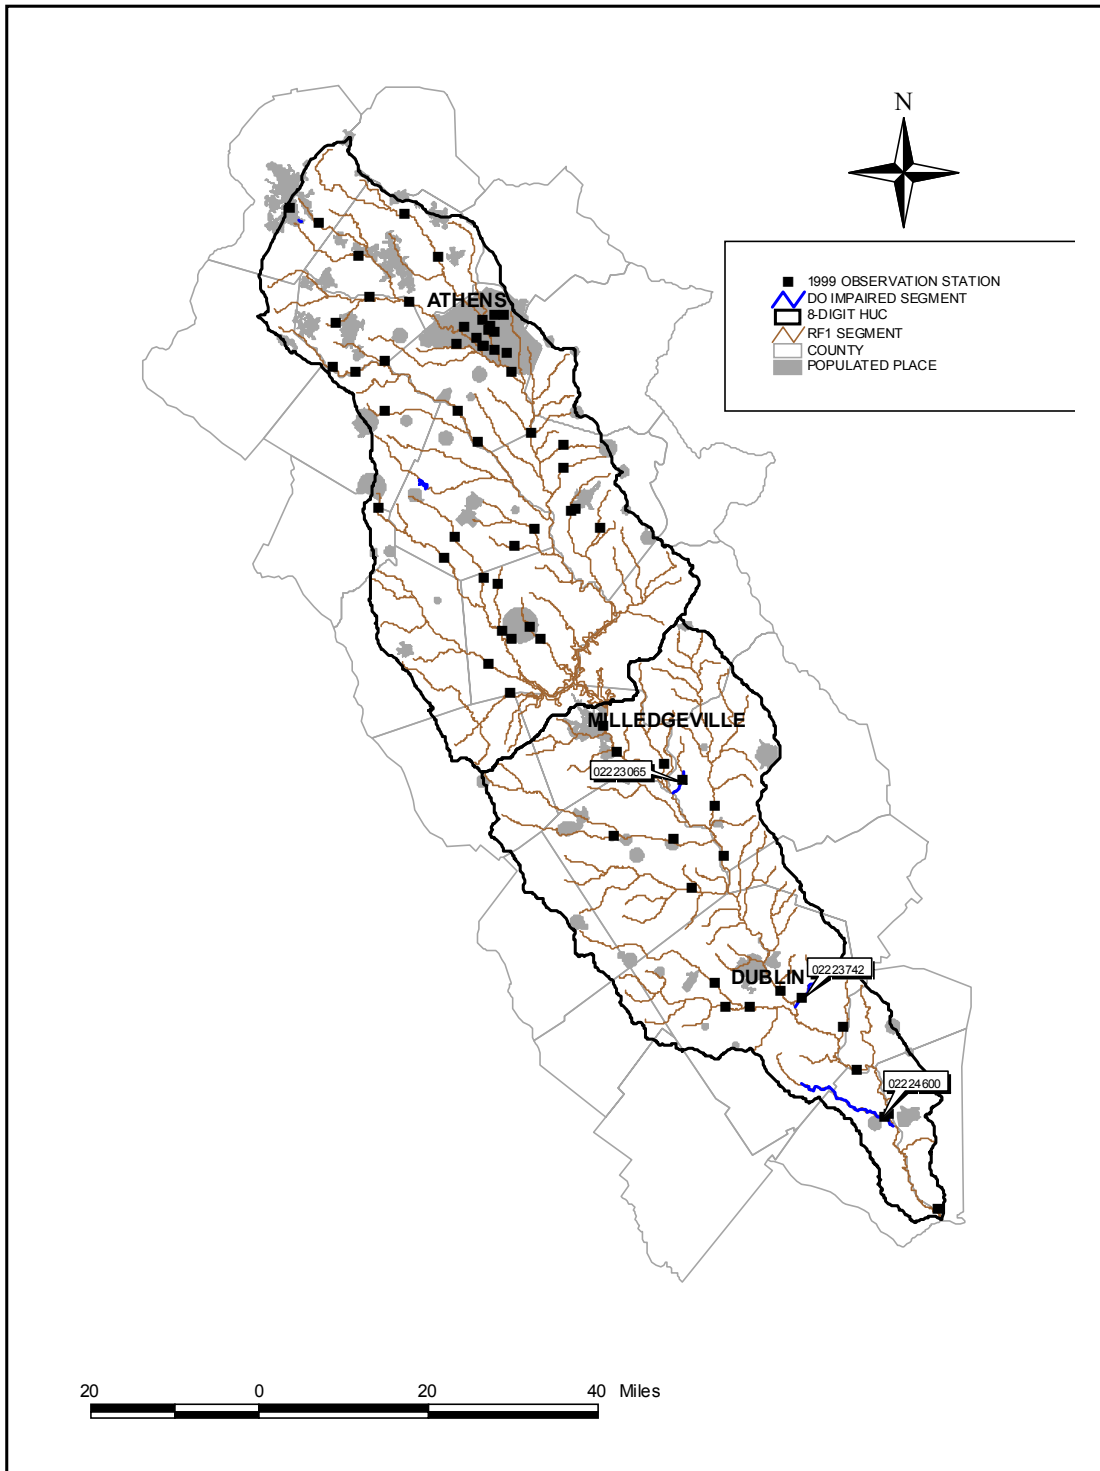 N
1999 OBSERVATION STATION
DO IMPAIRED SEGMENT
8-DIGIT HUC
RF1 SEGMENT
COUNTY
POPULATED PLACE
ATHENS
MILLEDGEVILLE
02223065
DUBLIN
02223742
02224600
20 0 20 40 Miles